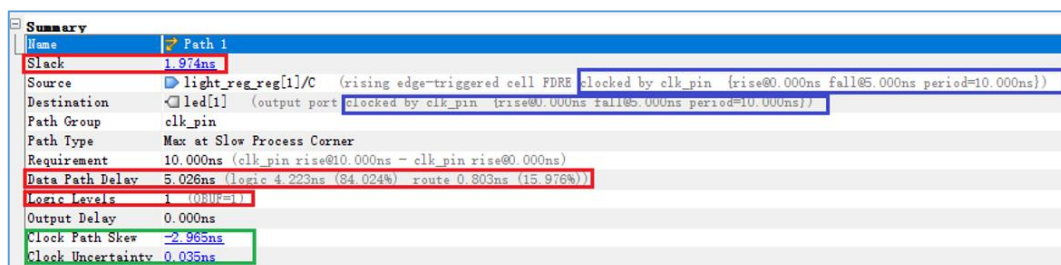 Summary
Name Path 1
Slack 1.974ns
Source light_reg_reg[1]/C (rising edge-triggered cell FDRE clocked by clk_pin {rise@0.000ns fall@5.000ns period=10.000ns})
Destination led[1] (output port clocked by clk_pin {rise@0.000ns fall@5.000ns period=10.000ns})
Path Group clk_pin
Path Type Max at Slow Process Corner
Requirement 10.000ns (clk_pin rise@10.000ns - clk_pin rise@0.000ns)
Data Path Delay 5.026ns (logic 4.223ns (84.024%) route 0.803ns (15.976%))
Logic Levels 1 (OBUF=1)
Output Delay 0.000ns
Clock Path Skew -2.965ns
Clock Uncertainty 0.035ns